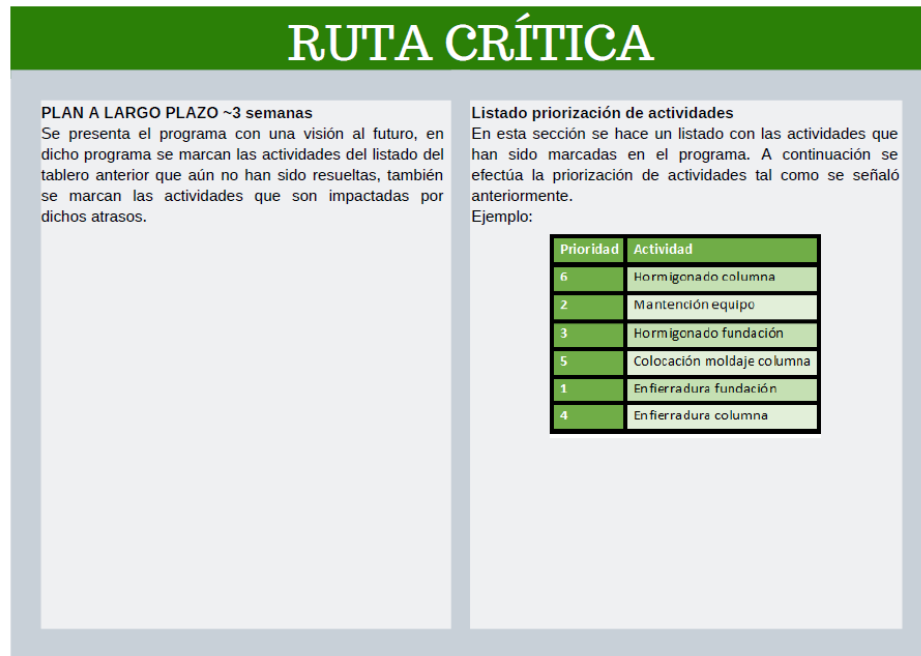 RUTA CRÍTICA
PLAN A LARGO PLAZO ~3 semanas
Se presenta el programa con una visión al futuro, en
dicho programa se marcan las actividades del listado del
tablero anterior que aún no han sido resueltas, también
se marcan las actividades que son impactadas por
dichos atrasos.
Listado priorización de actividades
En esta sección se hace un listado con las actividades que
han sido marcadas en el programa. A continuación se
efectúa la priorización de actividades tal como se señaló
anteriormente.
Ejemplo:
Prioridad Actividad
6 Hormigonado columna
2 Mantención equipo
3 Hormigonado fundación
5 Colocación moldaje columna
1 Enfierradura fundación
4 Enfierradura columna